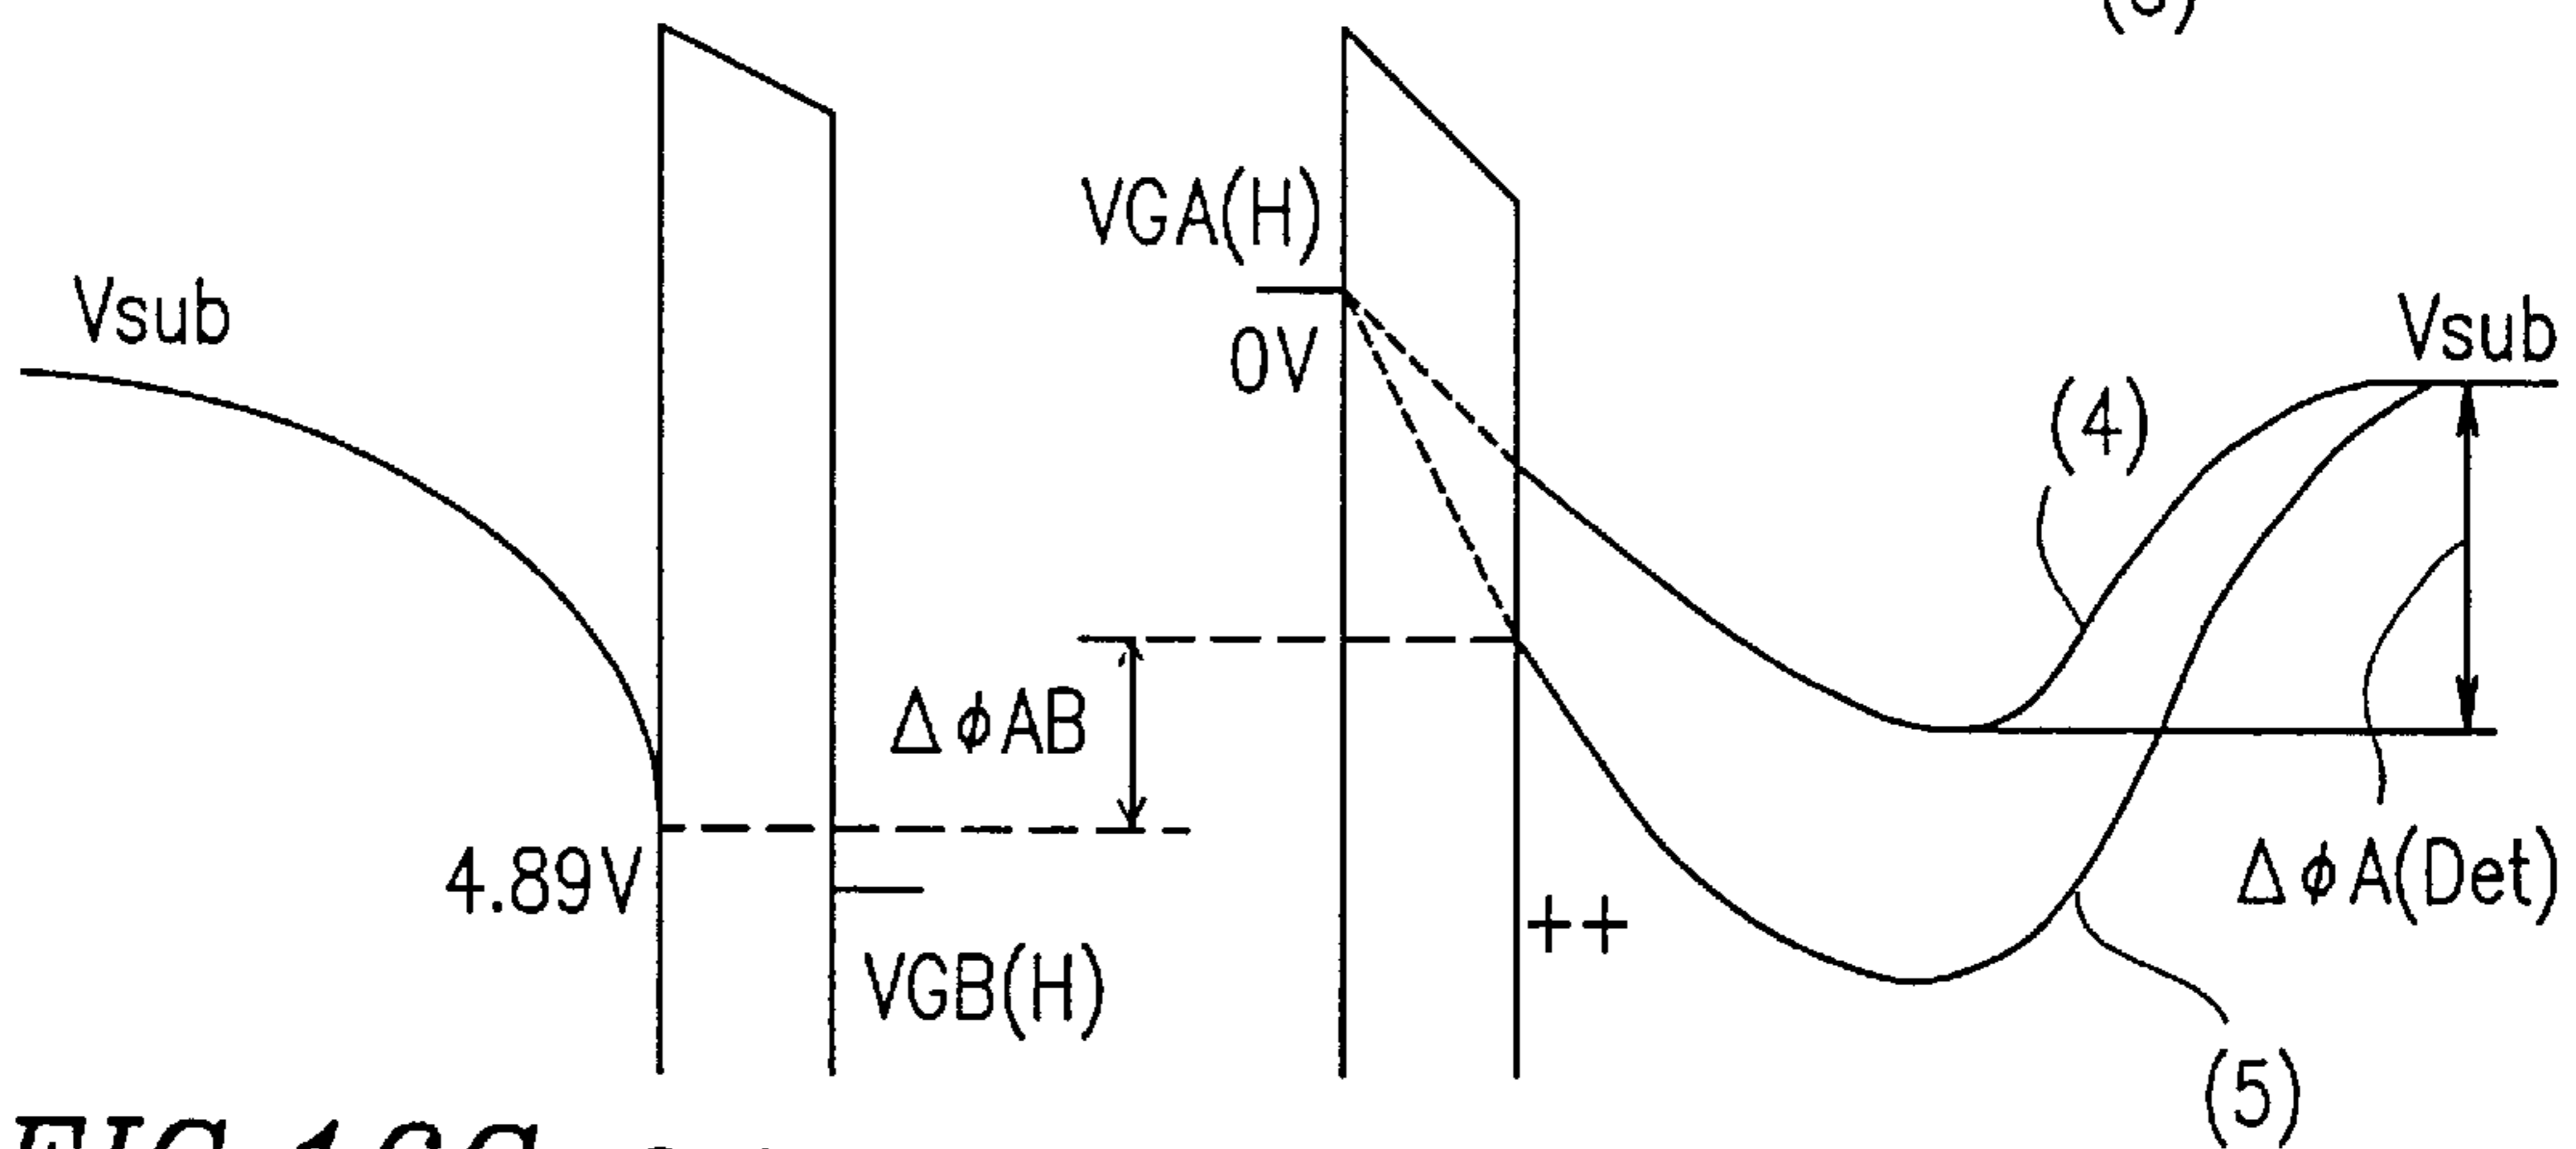 VGA(H)
Vsub
0V
Vsub
(4)
ΔφAB
4.89V
ΔφA(Det)
++
VGB(H)
(5)